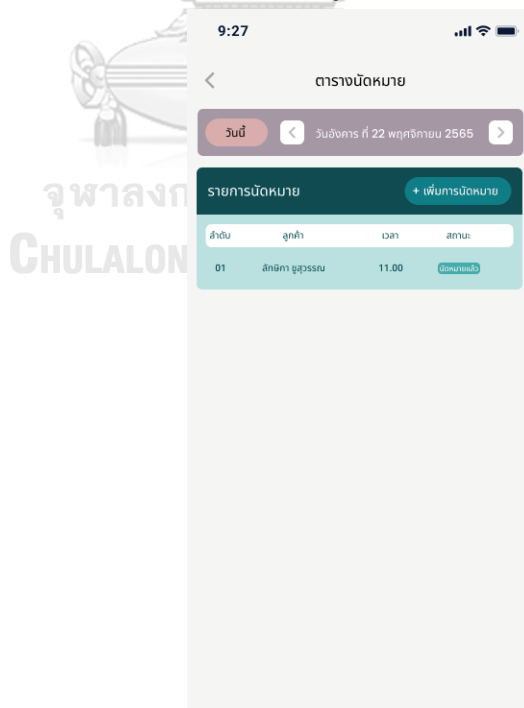 9:27
ตารางนัดหมาย
วันนี้ วันอังคาร ที่ 22 พฤศจิกายน 2565
รายการนัดหมาย + เพิ่มการนัดหมาย
ลำดับ ลูกค้า เวลา สถานะ
01 ลักษิกา ชูสุวรรณ 11.00 นัดหมายแล้ว
จุฬาลงก
CHULALON